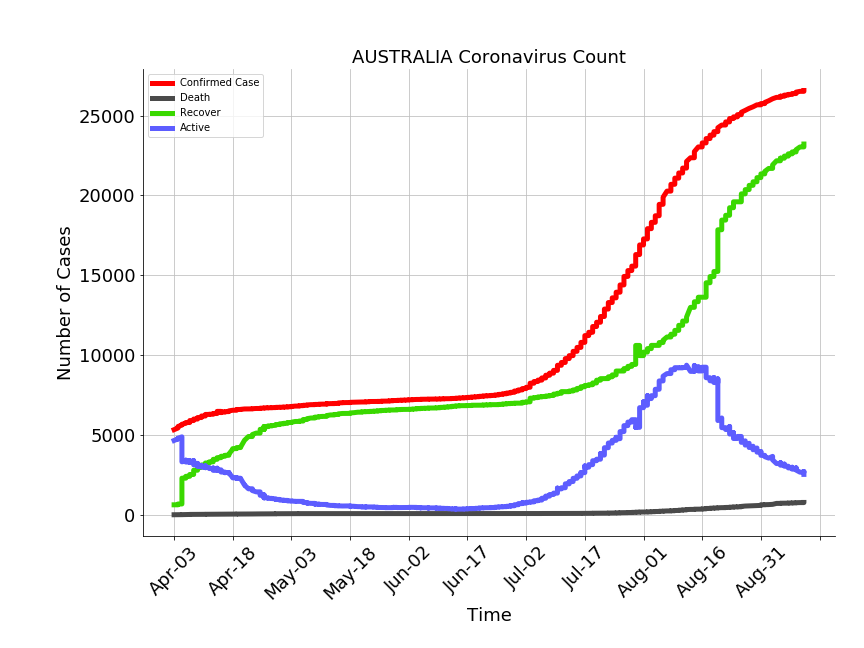 AUSTRALIA Coronavirus Count
Confirmed Case
Death
Recover
Active
Number of Cases
25000
20000
15000
10000
5000
0
Apr-03
Apr-18
May-03
May-18
Jun-02
Jun-17
Jul-02
Jul-17
Aug-01
Aug-16
Aug-31
Time